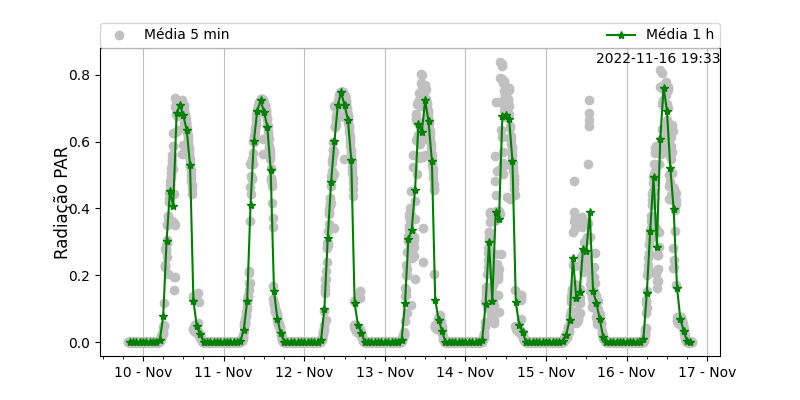 Média 5 min
Média 1 h
2022-11-16 19:33
Radiação PAR
0.8
0.6
0.4
0.2
0.0
10 - Nov
11 - Nov
12 - Nov
13 - Nov
14 - Nov
15 - Nov
16 - Nov
17 - Nov